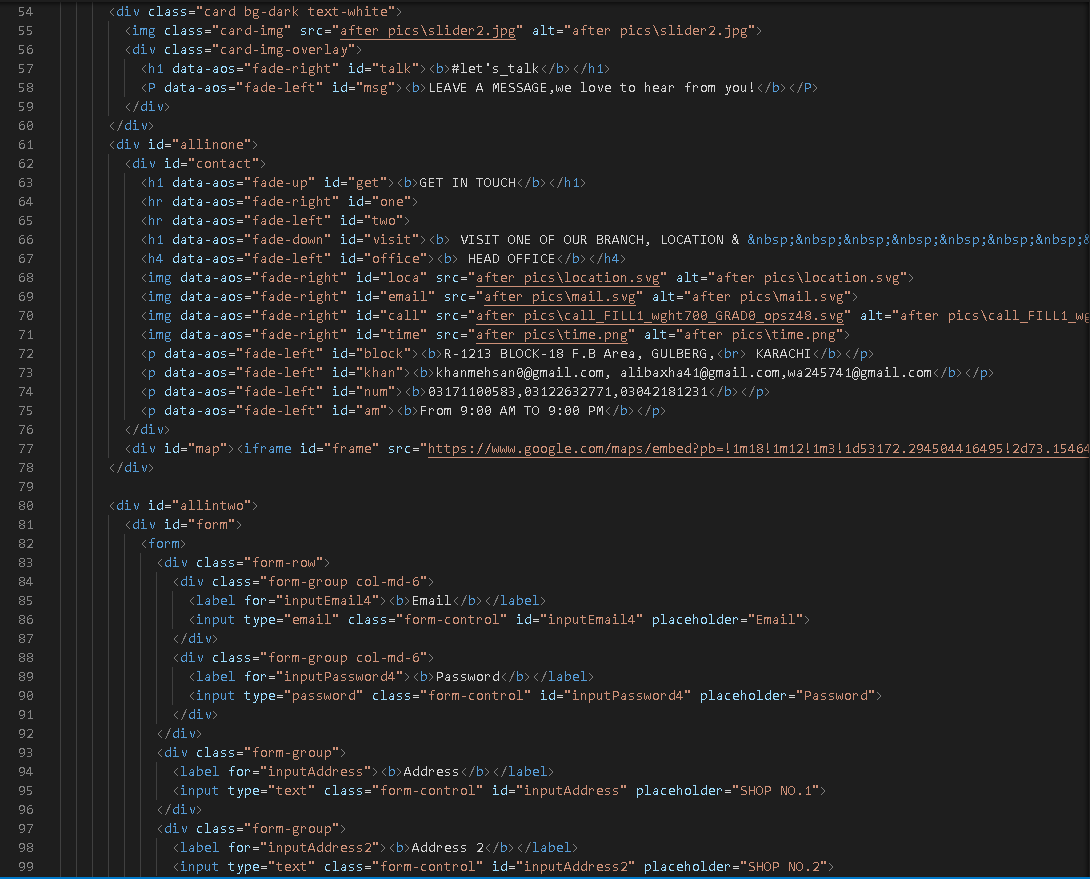 54 <div class="card bg-dark text-white">
55 <img class="card-img" src="after pics\slider2.jpg" alt="after pics\slider2.jpg">
56 <div class="card-img-overlay">
57 <h1 data-aos="fade-right" id="talk"><b>#let's_talk</b></h1>
58 <P data-aos="fade-left" id="msg"><b>LEAVE A MESSAGE,we love to hear from you!</b></P>
59 </div>
60 </div>
61 <div id="allinone">
62 <div id="contact">
63 <h1 data-aos="fade-up" id="get"><b>GET IN TOUCH</b></h1>
64 <hr data-aos="fade-right" id="one">
65 <hr data-aos="fade-left" id="two">
66 <h1 data-aos="fade-down" id="visit"><b> VISIT ONE OF OUR BRANCH, LOCATION & &nbsp;&nbsp;&nbsp;&nbsp;&nbsp;&nbsp;&nbsp;&
67 <h4 data-aos="fade-left" id="office"><b> HEAD OFFICE</b></h4>
68 <img data-aos="fade-right" id="loca" src="after pics\location.svg" alt="after pics\location.svg">
69 <img data-aos="fade-right" id="email" src="after pics\mail.svg" alt="after pics\mail.svg">
70 <img data-aos="fade-right" id="call" src="after pics\call_FILL1_wght700_GRAD0_opsz48.svg" alt="after pics\call_FILL1_wg
71 <img data-aos="fade-right" id="time" src="after pics\time.png" alt="after pics\time.png">
72 <p data-aos="fade-left" id="block"><b>R-1213 BLOCK-18 F.B Area, GULBERG,<br> KARACHI</b></p>
73 <p data-aos="fade-left" id="khan"><b>khanmehsan0@gmail.com, alibaxha41@gmail.com,wa245741@gmail.com</b></p>
74 <p data-aos="fade-left" id="num"><b>03171100583,03122632771,03042181231</b></p>
75 <p data-aos="fade-left" id="am"><b>From 9:00 AM TO 9:00 PM</b></p>
76 </div>
77 <div id="map"><iframe id="frame" src="https://www.google.com/maps/embed?pb=!1m18!1m12!1m3!1d53172.294504416495!2d73.15464
78 </div>
79
80 <div id="allintwo">
81 <div id="form">
82 <form>
83 <div class="form-row">
84 <div class="form-group col-md-6">
85 <label for="inputEmail4"><b>Email</b></label>
86 <input type="email" class="form-control" id="inputEmail4" placeholder="Email">
87 </div>
88 <div class="form-group col-md-6">
89 <label for="inputPassword4"><b>Password</b></label>
90 <input type="password" class="form-control" id="inputPassword4" placeholder="Password">
91 </div>
92 </div>
93 <div class="form-group">
94 <label for="inputAddress"><b>Address</b></label>
95 <input type="text" class="form-control" id="inputAddress" placeholder="SHOP NO.1">
96 </div>
97 <div class="form-group">
98 <label for="inputAddress2"><b>Address 2</b></label>
99 <input type="text" class="form-control" id="inputAddress2" placeholder="SHOP NO.2">